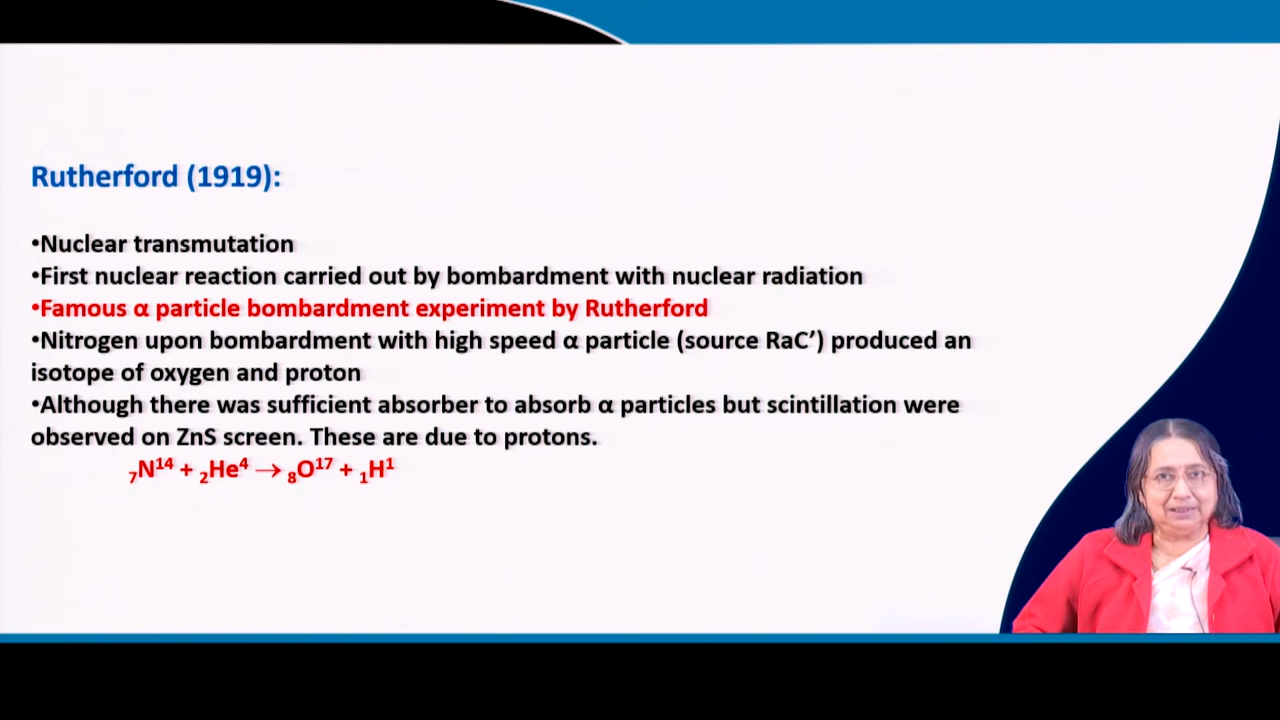 Rutherford (1919):
•Nuclear transmutation
•First nuclear reaction carried out by bombardment with nuclear radiation
•Famous α particle bombardment experiment by Rutherford
•Nitrogen upon bombardment with high speed α particle (source RaC’) produced an
isotope of oxygen and proton
•Although there was sufficient absorber to absorb α particles but scintillation were
observed on ZnS screen. These are due to protons.
₇N¹⁴ + ₂He⁴ → ₈O¹⁷ + ₁H¹